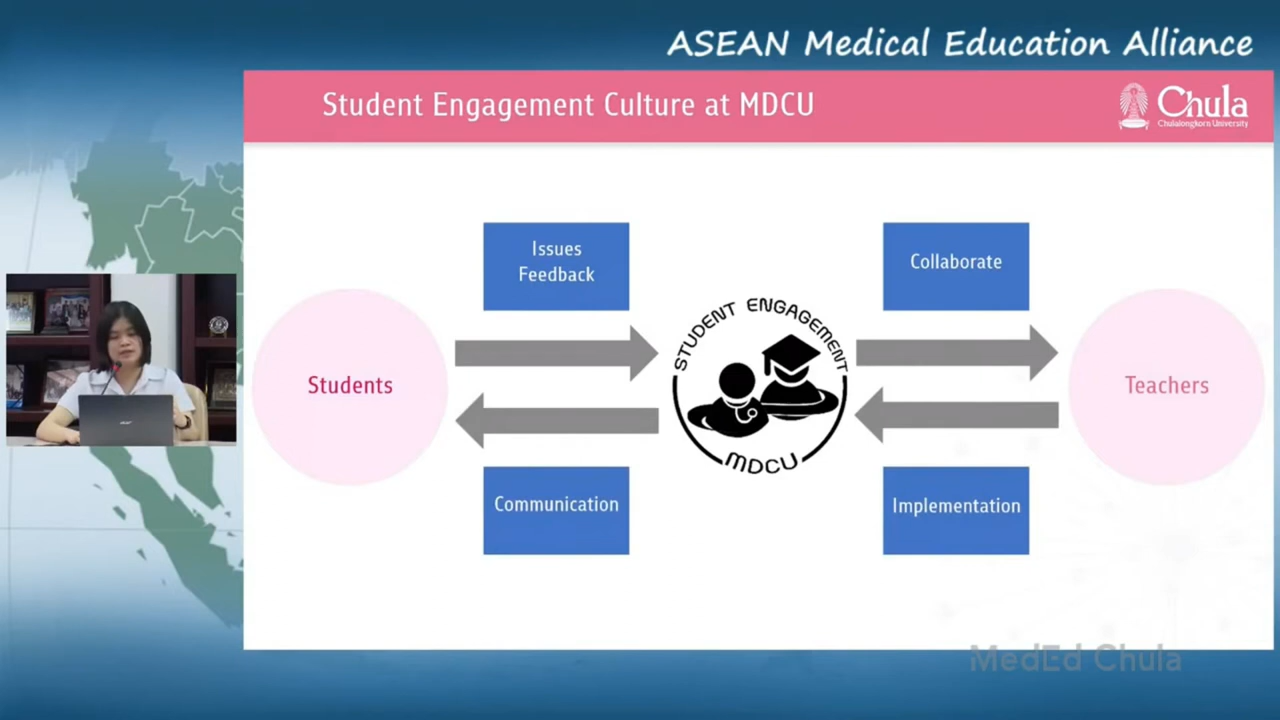 ASEAN Medical Education Alliance
Student Engagement Culture at MDCU
Chula
Chulalongkorn University
Issues
Feedback
Collaborate
STUDENT ENGAGEMENT
Students
Teachers
MDCU
Communication
Implementation
MedEd Chula